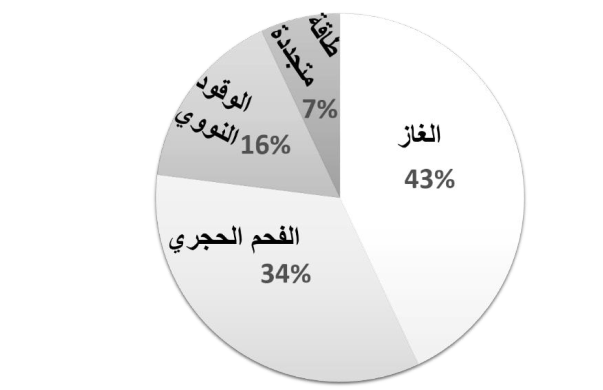 طاقة
متجددة
7%
الوقود
النووي
16%
الغاز
43%
الفحم الحجري
34%